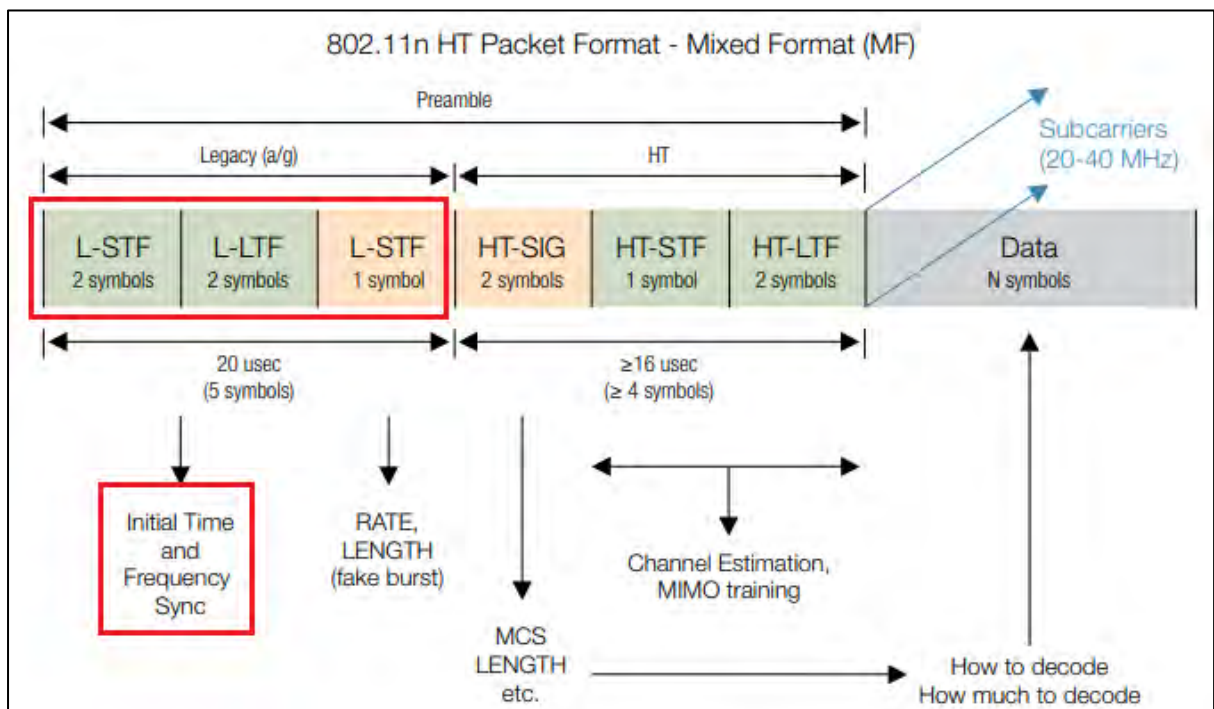 802.11n HT Packet Format - Mixed Format (MF)
Preamble
Legacy (a/g)
HT
Subcarriers
(20-40 MHz)
L-STF
2 symbols
L-LTF
2 symbols
L-STF
1 symbol
HT-SIG
2 symbols
HT-STF
1 symbol
HT-LTF
2 symbols
Data
N symbols
20 usec
(5 symbols)
≥16 usec
(≥ 4 symbols)
Initial Time
and
Frequency
Sync
RATE,
LENGTH
(fake burst)
Channel Estimation,
MIMO training
MCS
LENGTH
etc.
How to decode
How much to decode